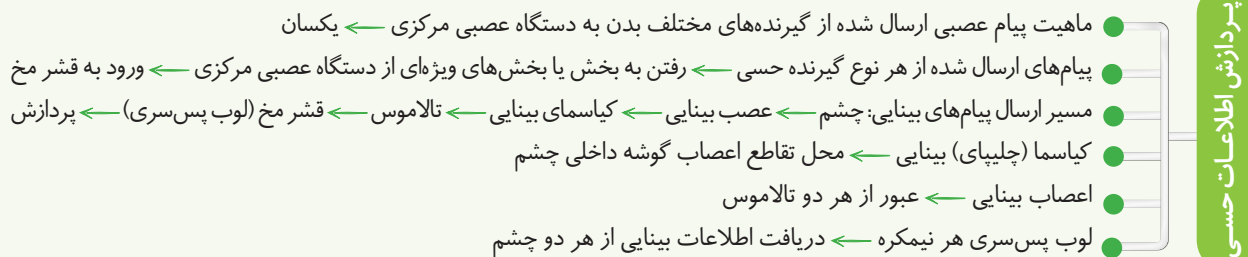 پردازش اطلاعات حسی
ماهیت پیام عصبی ارسال شده از گیرنده‌های مختلف بدن به دستگاه عصبی مرکزی ← یکسان
پیام‌های ارسال شده از هر نوع گیرنده حسی ← رفتن به بخش یا بخش‌های ویژه‌ای از دستگاه عصبی مرکزی ← ورود به قشر مخ
مسیر ارسال پیام‌های بینایی: چشم ← عصب بینایی ← کیاسمای بینایی ← تالاموس ← قشر مخ (لوب پس‌سری) ← پردازش
کیاسما (چلیپای) بینایی ← محل تقاطع اعصاب گوشه داخلی چشم
اعصاب بینایی ← عبور از هر دو تالاموس
لوب پس‌سری هر نیمکره ← دریافت اطلاعات بینایی از هر دو چشم